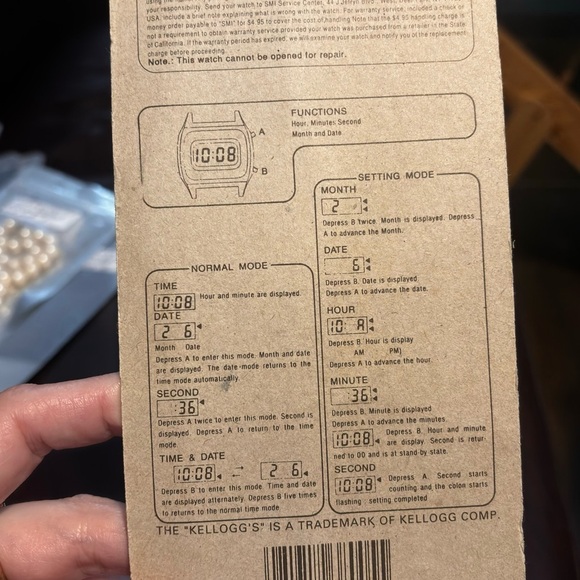 your responsibility. Send your watch to SMI Service Center,
USA, include a brief note explaining what is wrong with the watch. For warranty service, included a check or
money order payable to "SMI" for $4.95 to cover the cost of handling Note that the $4.95 handling charge is
not a requirement to obtain warranty service provided your watch was purchased from a retailer in the State
of California. If the warranty period has expired, we will examine your watch and notify you of the replacement
charge before proceeding.
Note.: This watch cannot be opened for repair.
FUNCTIONS
Hour, Minutes Second
Month and Date
A
10:08
B
NORMAL MODE
TIME
10:08 Hour and minute are displayed.
DATE
2 6
Month Date
Depress A to enter this mode. Month and date
are displayed. The date-mode returns to the
time mode automatically.
SECOND
:36
Depress A twice to enter this mode. Second is
displayed. Depress A to return to the time
mode.
TIME & DATE
10:08 2 6
Depress B to enter this mode. Time and date
are displayed alternately. Depress B five times
to returns to the normal time mode.
SETTING MODE
MONTH
2
Depress B twice. Month is displayed. Depress
A to advance the Month.
DATE
6
Depress B. Date is displayed.
Depress A to advance the date.
HOUR
10: A
Depress B. Hour is display
AM PM)
Depress A to advance the hour.
MINUTE
36
Depress B. Minute is displayed.
Depress A to advance the minutes.
10:08 Depress B. Hour and minute
are display. Second is retur-
ned to 00 and is at stand by state.
SECOND
10:08 Depress A. Second starts
counting and the colon starts
flashing : setting completed
THE "KELLOGG'S" IS A TRADEMARK OF KELLOGG COMP.